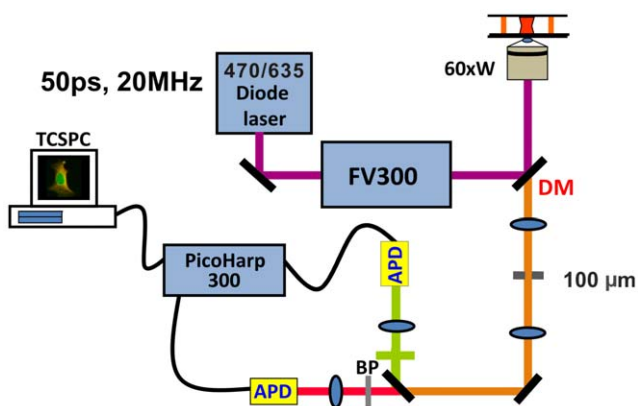 50ps, 20MHz
470/635
Diode
laser
60xW
TCSPC
FV300
DM
PicoHarp
300
APD
100 µm
BP
APD